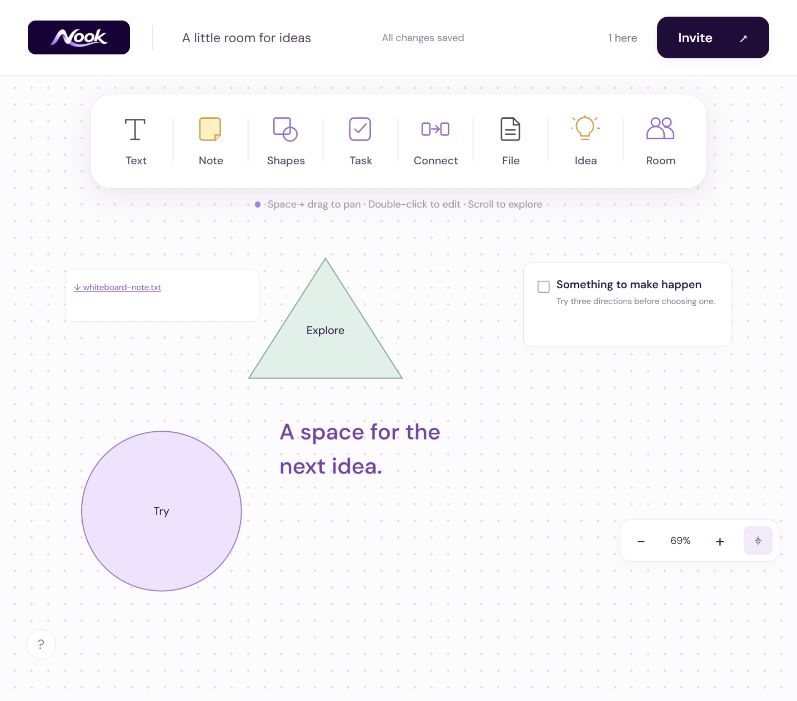 Nook
A little room for ideas
All changes saved
1 here
Invite ↗
Text
Note
Shapes
Task
Connect
File
Idea
Room
Space + drag to pan · Double-click to edit · Scroll to explore
↓ whiteboard-note.txt
Explore
Something to make happen
Try three directions before choosing one.
A space for the
next idea.
Try
− 69% +
?